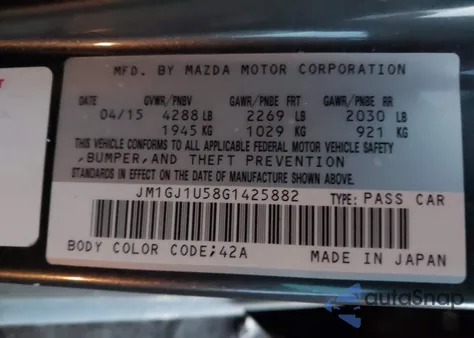 MFD. BY MAZDA MOTOR CORPORATION
DATE GVWR/PNBV GAWR/PNBE FRT GAWR/PNBE RR
04/15 4288 LB 2269 LB 2030 LB
1945 KG 1029 KG 921 KG
THIS VEHICLE CONFORMS TO ALL APPLICABLE FEDERAL MOTOR VEHICLE SAFETY
,BUMPER,AND THEFT PREVENTION
STANDARDS IN EFFECT ON THE DATE OF MANUFACTURE SHOWN ABOVE.
JM1GJ1U58G1425882 TYPE: PASS CAR
BODY COLOR CODE;42A MADE IN JAPAN
autoSnap